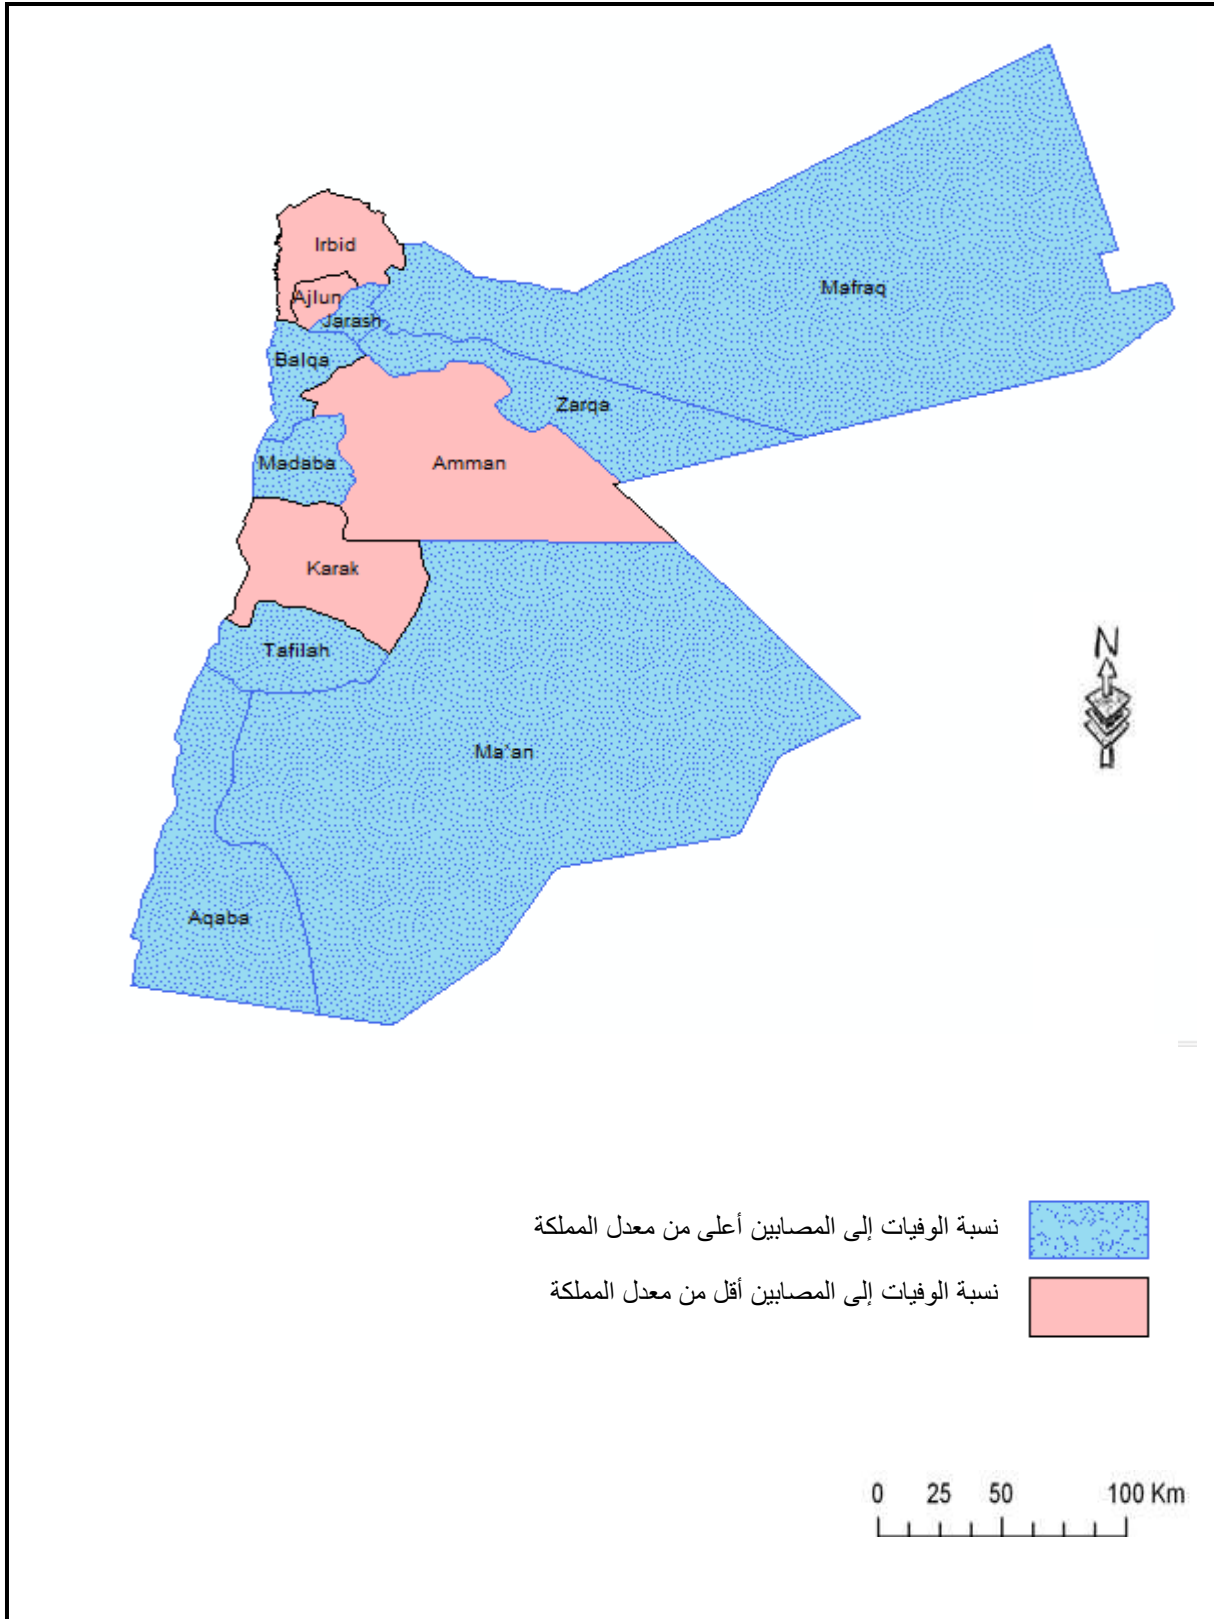 Irbid
Mafraq
Ajlun
Jarash
Balqa
Zarqa
Madaba
Amman
Karak
Tafilah
N
Ma'an
Aqaba
نسبة الوفيات إلى المصابين أعلى من معدل المملكة
نسبة الوفيات إلى المصابين أقل من معدل المملكة
0 25 50 100 Km